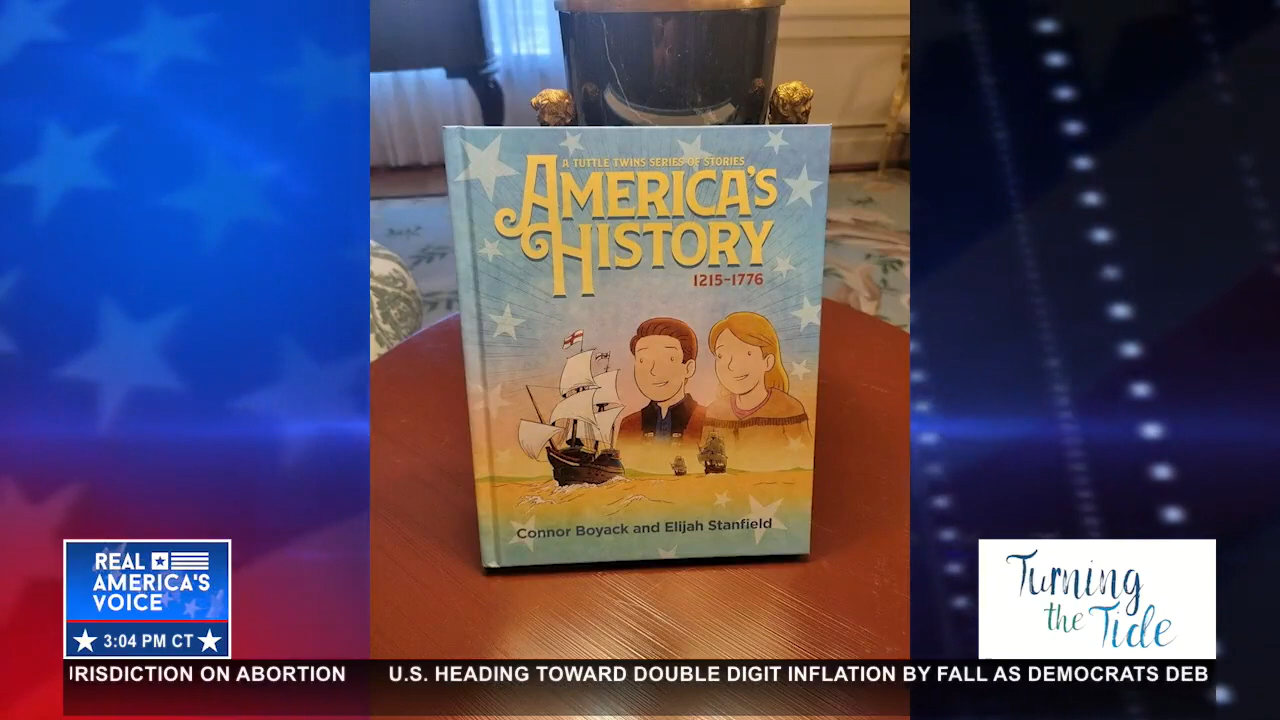 A TUTTLE TWINS SERIES OF STORIES
AMERICA'S
HISTORY
1215-1776
Connor Boyack and Elijah Stanfield
REAL
AMERICA'S
VOICE
3:04 PM CT
Turning
the Tide
IRISDICTION ON ABORTION U.S. HEADING TOWARD DOUBLE DIGIT INFLATION BY FALL AS DEMOCRATS DEB